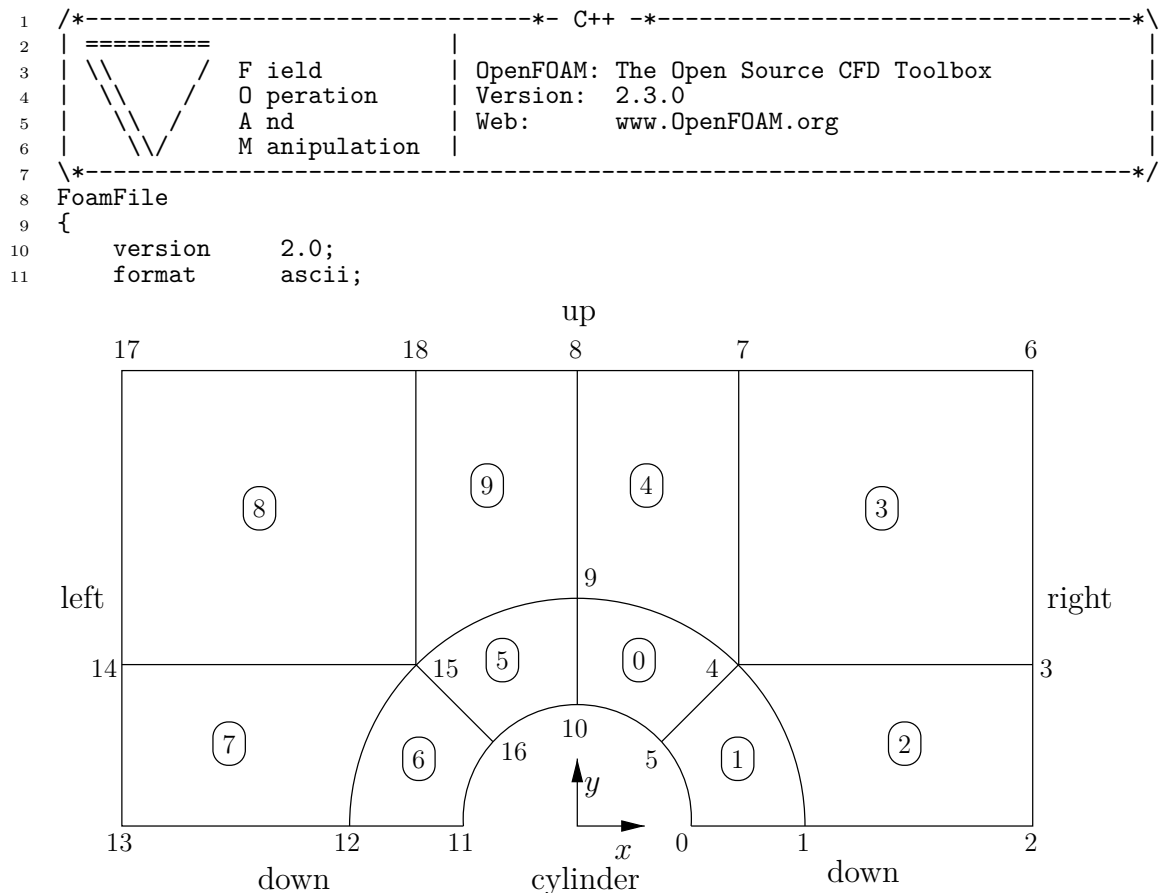 1 /*--------------------------------*- C++ -*----------------------------------*\
2 | ========= | |
3 | \\ / F ield | OpenFOAM: The Open Source CFD Toolbox |
4 | \\ / O peration | Version: 2.3.0 |
5 | \\ / A nd | Web: www.OpenFOAM.org |
6 | \\/ M anipulation | |
7 \*---------------------------------------------------------------------------*/
8 FoamFile
9 {
10 version 2.0;
11 format ascii;
up
17 18 8 7 6
9 4
8 3
9
left right
14 15 5 0 4 3
10
7 6 16 5 1 2
y
13 12 11 0 1 2
x
down cylinder down